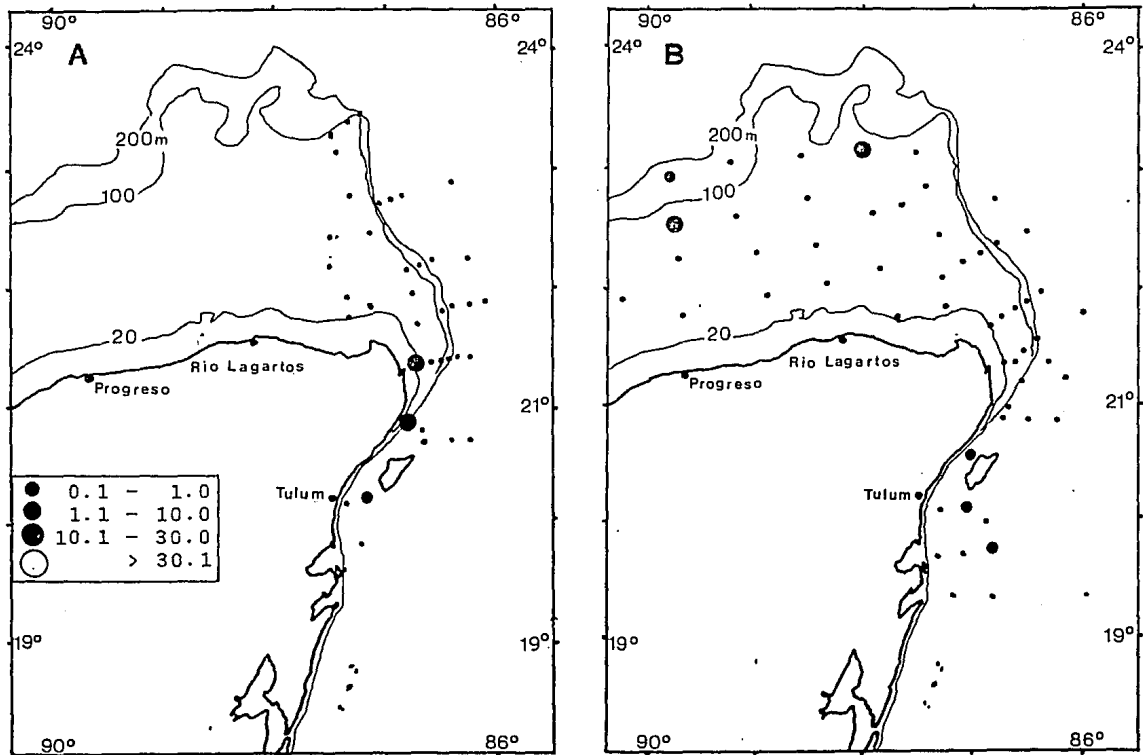 90° 86°
24° A 24°
200m
100
20
Rio Lagartos
Progreso
21°
Tulum
0.1 - 1.0
1.1 - 10.0
10.1 - 30.0
> 30.1
19° 19°
90° 86°
90° 86°
24° B 24°
200m
100
20
Rio Lagartos
Progreso
21°
Tulum
19° 19°
90° 86°